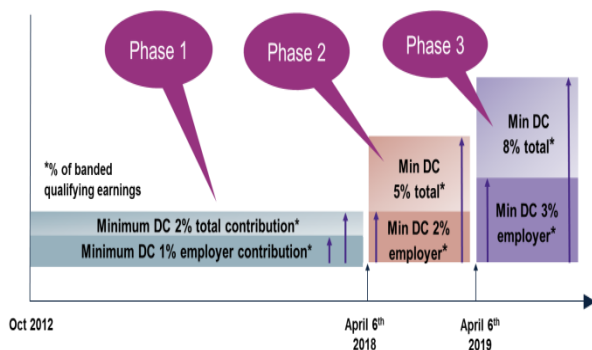 Phase 1
Phase 2
Phase 3
*% of banded
qualifying earnings
Minimum DC 2% total contribution*
Minimum DC 1% employer contribution*
Min DC
5% total*
Min DC 2%
employer*
Min DC
8% total*
Min DC 3%
employer*
Oct 2012
April 6th
2018
April 6th
2019